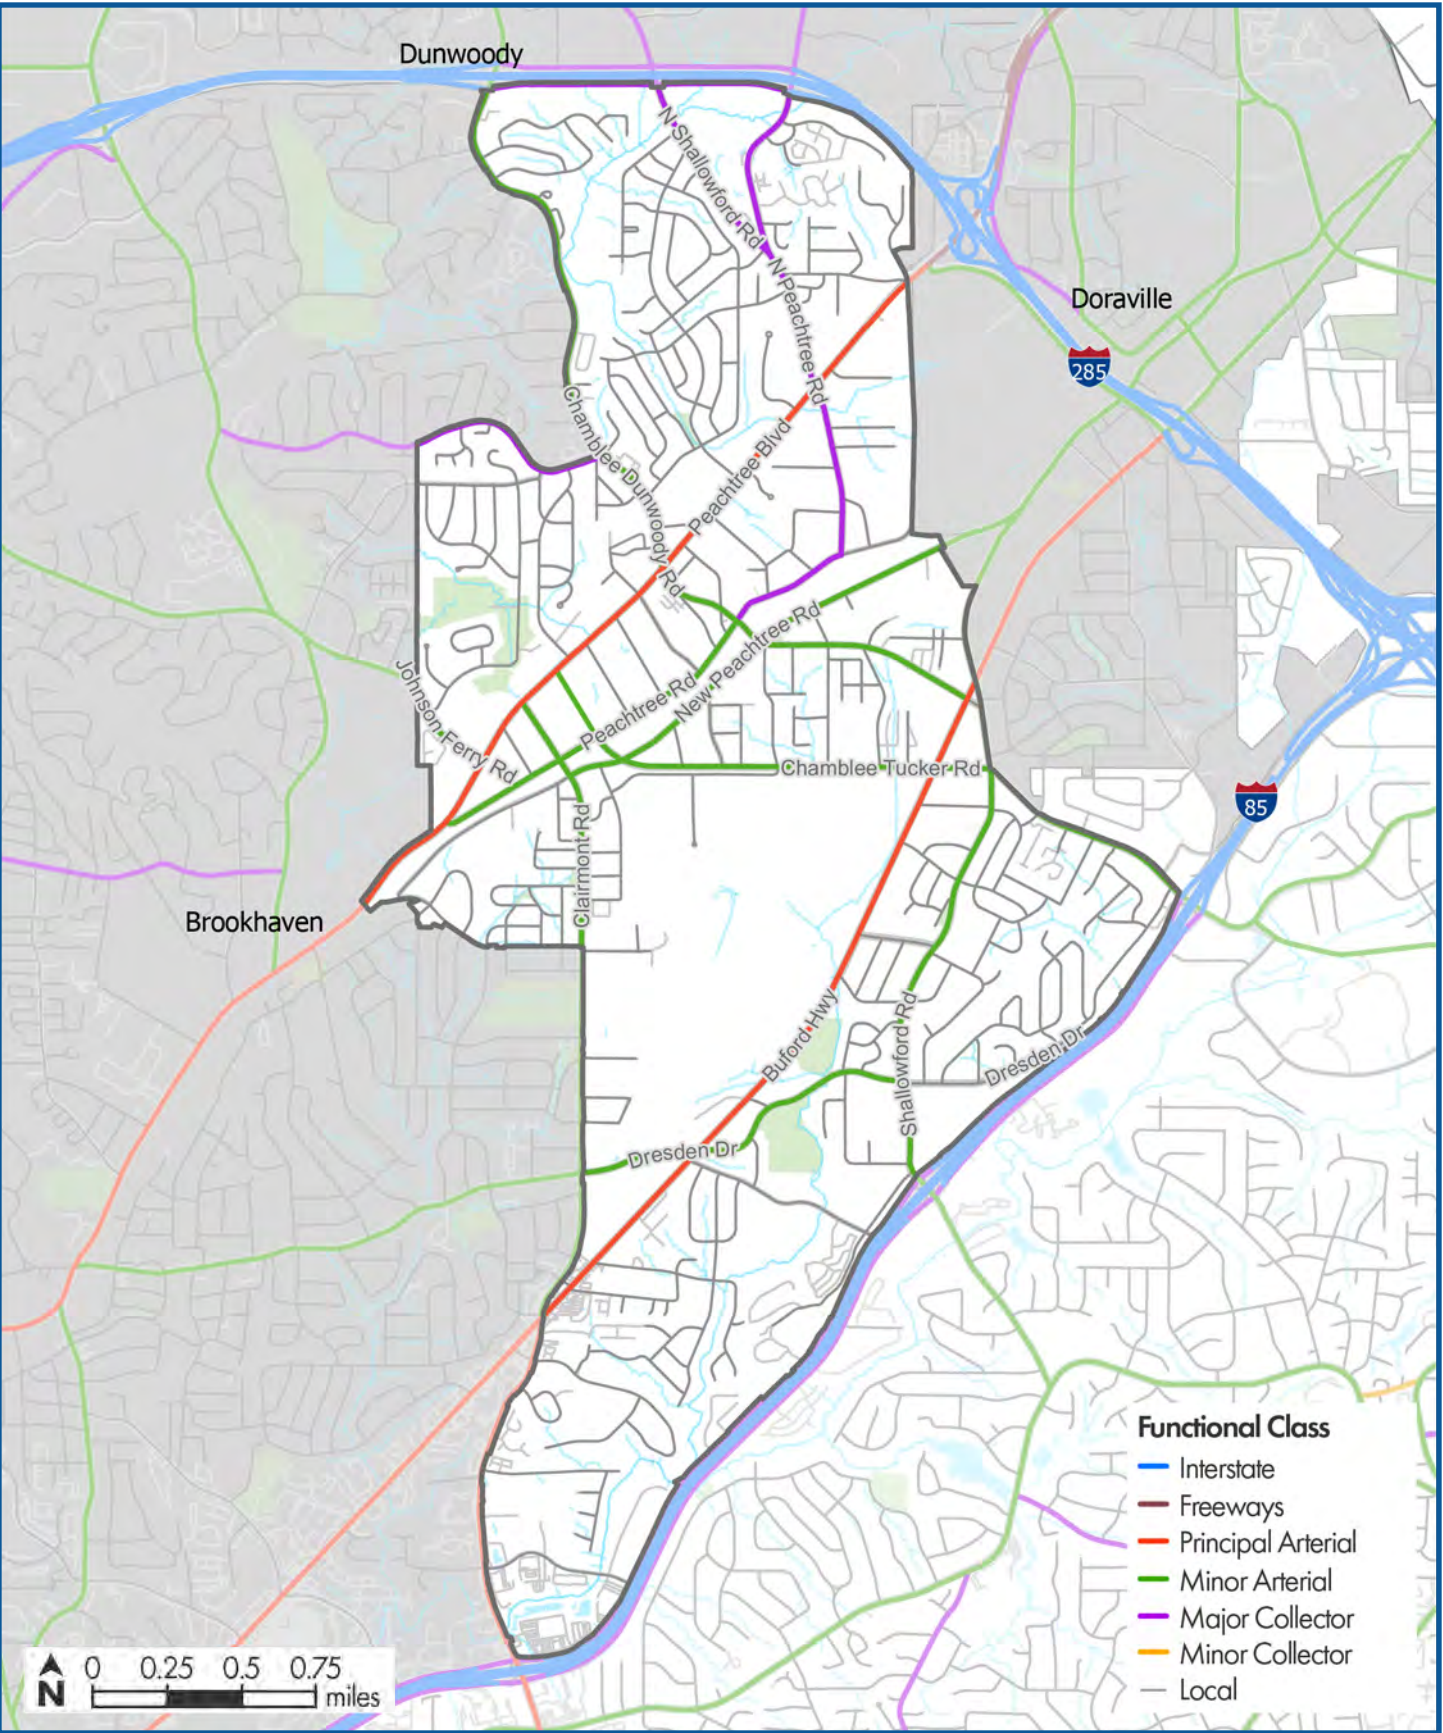 Dunwoody
N Shallowford Rd
N Peachtree Rd
Doraville
285
Chamblee Dunwoody Rd
Peachtree Blvd
New Peachtree Rd
Peachtree Rd
Johnson Ferry Rd
Chamblee Tucker Rd
85
Clairmont Rd
Brookhaven
Buford Hwy
Shallowford Rd
Dresden Dr
Dresden Dr
Functional Class
Interstate
Freeways
Principal Arterial
Minor Arterial
Major Collector
Minor Collector
Local
N
0 0.25 0.5 0.75
miles